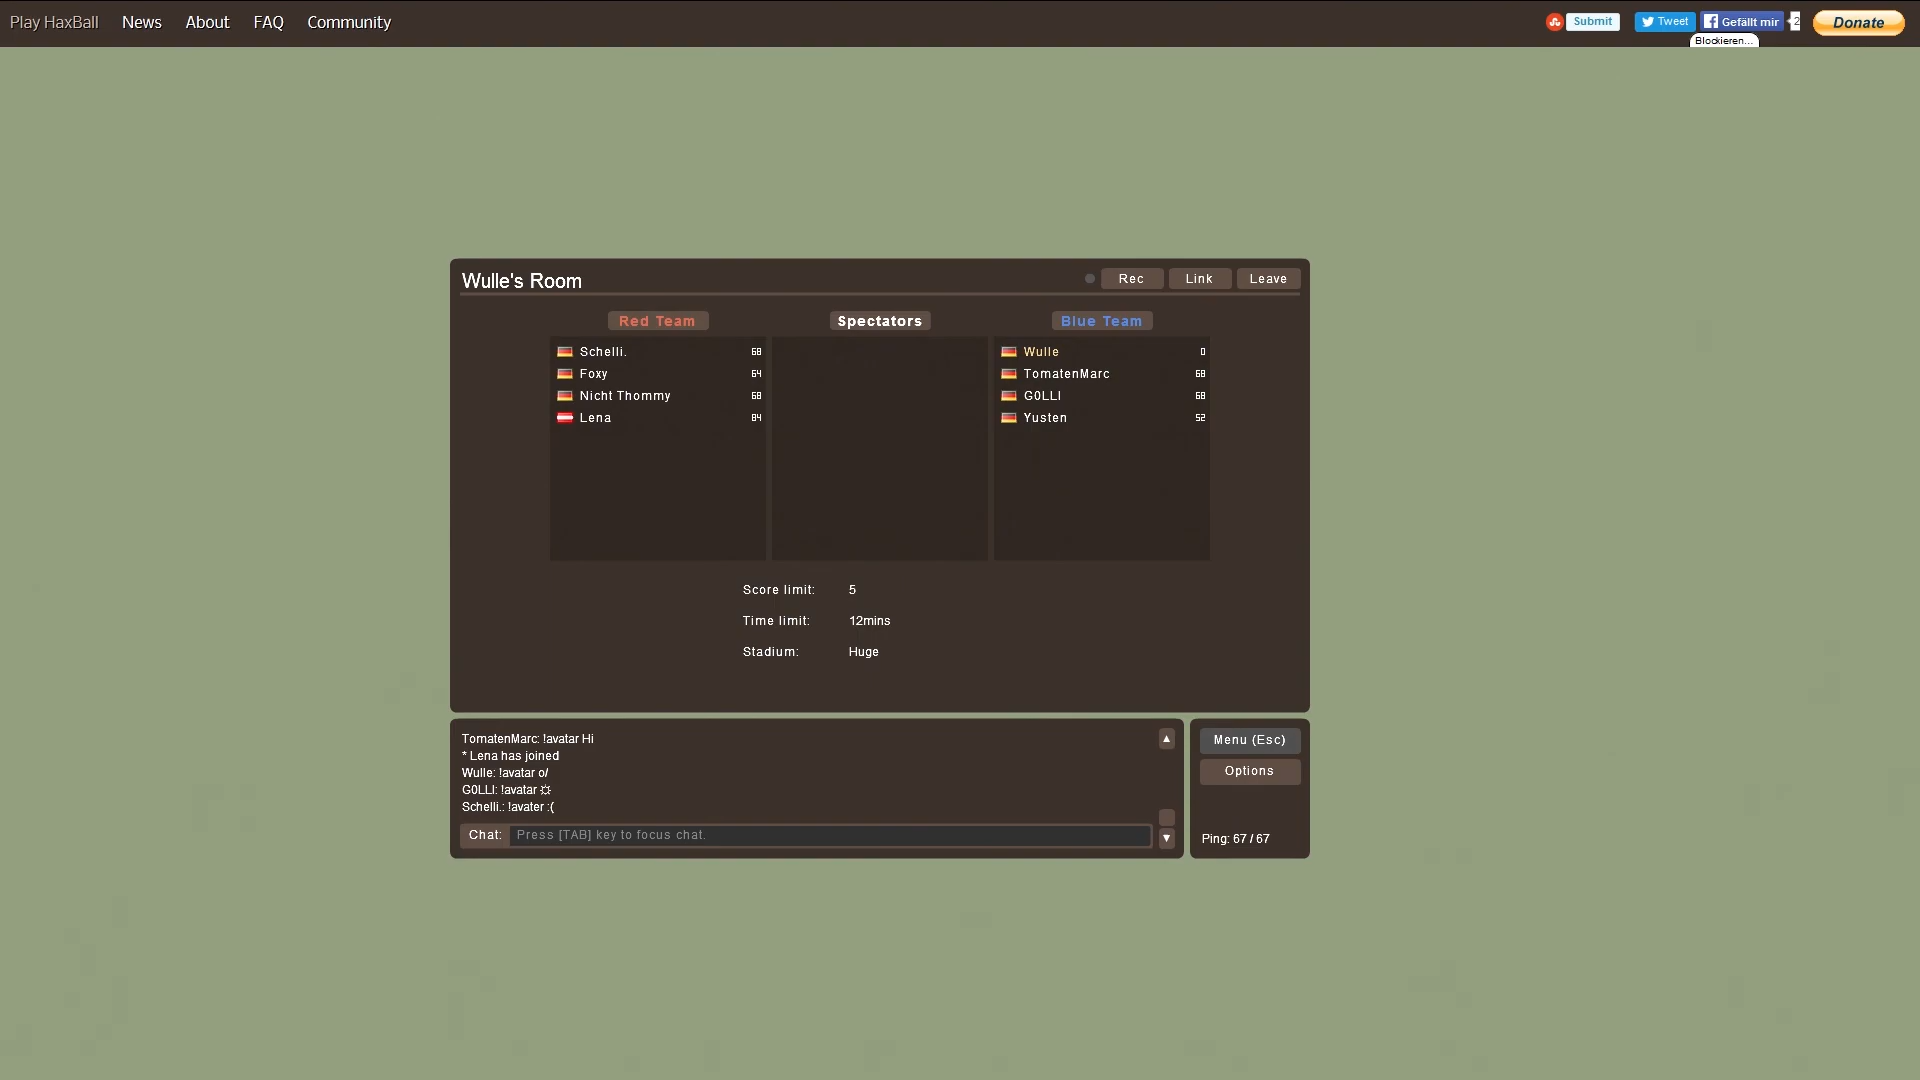 Play HaxBall News About FAQ Community Submit Tweet Gefällt mir 2 Donate
Blockieren...
Wulle's Room Rec Link Leave
Red Team Spectators Blue Team
Schelli. 68 Wulle 0
Foxy 64 TomatenMarc 68
Nicht Thommy 68 G0LLI 68
Lena 84 Yusten 52
Score limit: 5
Time limit: 12mins
Stadium: Huge
TomatenMarc: !avatar Hi
* Lena has joined
Wulle: !avatar o/
G0LLI: !avatar ☼
Schelli.: !avater :(
Chat: Press [TAB] key to focus chat.
Menu (Esc)
Options
Ping: 67 / 67